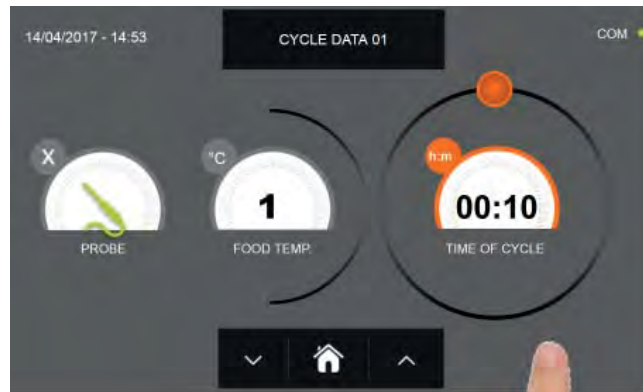 14/04/2017 - 14:53
CYCLE DATA 01
COM
X
PROBE
°C
1
FOOD TEMP.
h:m
00:10
TIME OF CYCLE